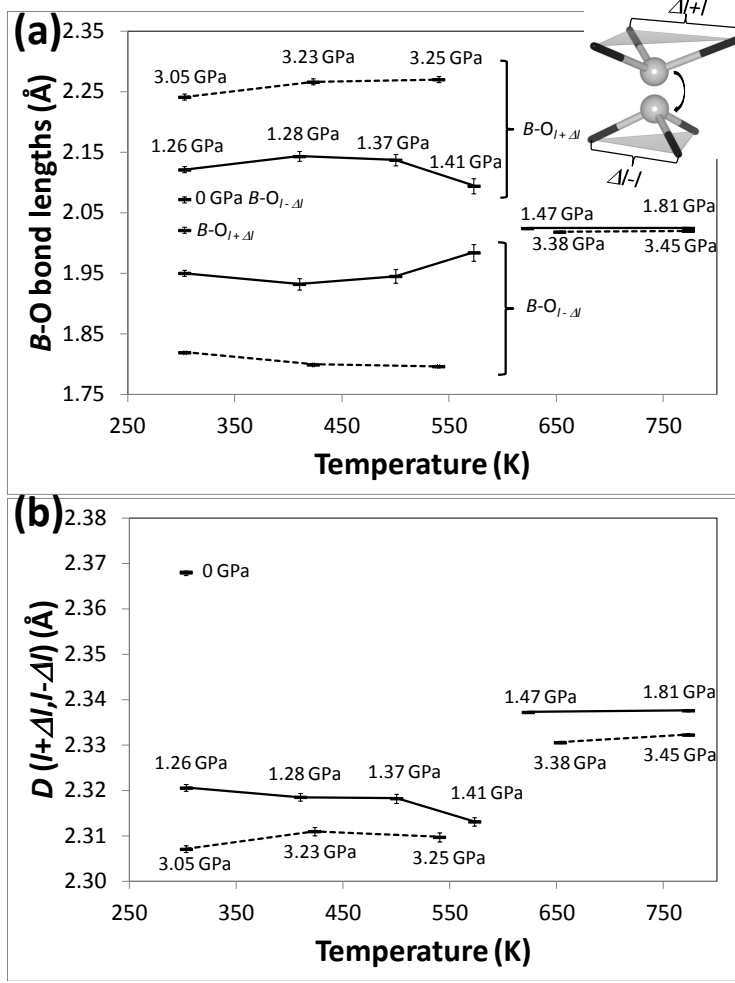 (a)
Δl+l
Δl-l
B-O bond lengths (Å)
2.35
2.25
2.15
2.05
1.95
1.85
1.75
3.05 GPa
3.23 GPa
3.25 GPa
1.26 GPa
1.28 GPa
1.37 GPa
1.41 GPa
B-Ol+Δl
0 GPa B-Ol-Δl
B-Ol+Δl
1.47 GPa
1.81 GPa
3.38 GPa
3.45 GPa
B-Ol-Δl
250 350 450 550 650 750
Temperature (K)
(b)
D (l+Δl,l-Δl) (Å)
2.38
2.37
2.36
2.35
2.34
2.33
2.32
2.31
2.30
0 GPa
1.47 GPa
1.81 GPa
3.38 GPa
3.45 GPa
1.26 GPa
1.28 GPa
1.37 GPa
1.41 GPa
3.05 GPa
3.23 GPa
3.25 GPa
250 350 450 550 650 750
Temperature (K)